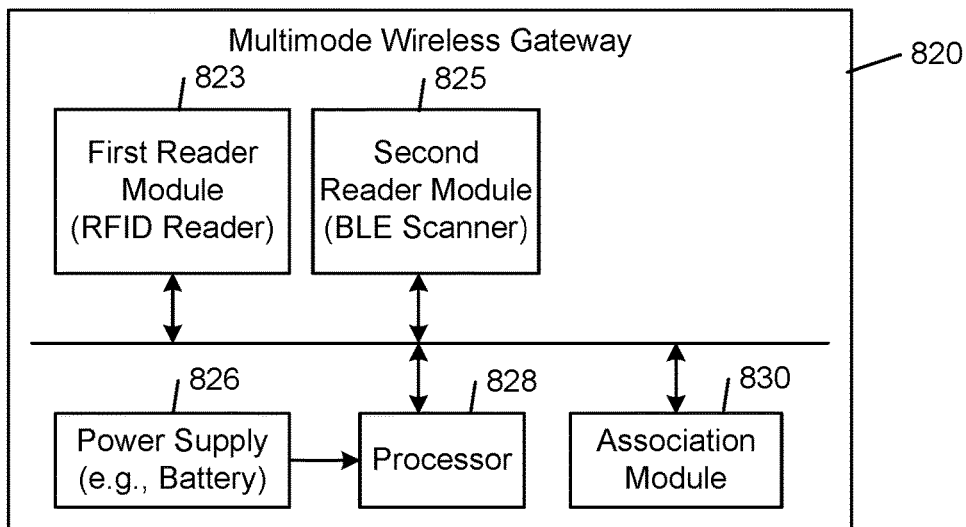 Multimode Wireless Gateway
820
823
825
First Reader
Module
(RFID Reader)
Second
Reader Module
(BLE Scanner)
826
828
830
Power Supply
(e.g., Battery)
Processor
Association
Module